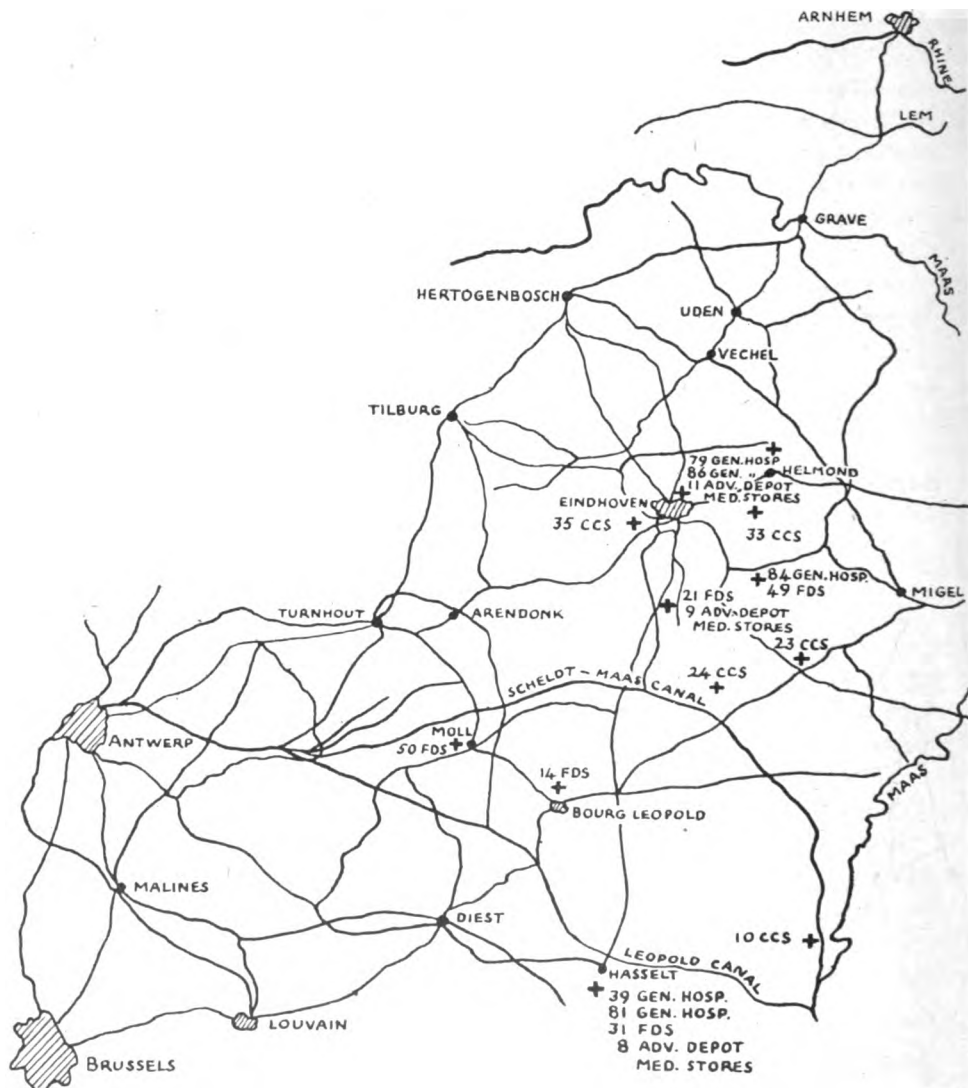 ARNHEM
RHINE
LEM
GRAVE
MAAS
HERTOGENBOSCH
UDEN
VECHEL
TILBURG
79 GEN. HOSP
86 GEN. "
11 ADV. DEPOT
MED. STORES
HELMOND
EINDHOVEN
35 CCS
33 CCS
84 GEN. HOSP.
49 FDS
MIGEL
21 FDS
9 ADV. DEPOT
MED. STORES
TURNHOUT
ARENDONK
23 CCS
24 CCS
SCHELDT - MAAS CANAL
ANTWERP
MOLL
50 FDS
14 FDS
BOURG LEOPOLD
MAAS
MALINES
DIEST
10 CCS
LEOPOLD CANAL
HASSELT
39 GEN. HOSP.
81 GEN. HOSP.
31 FDS
8 ADV. DEPOT
MED. STORES
LOUVAIN
BRUSSELS